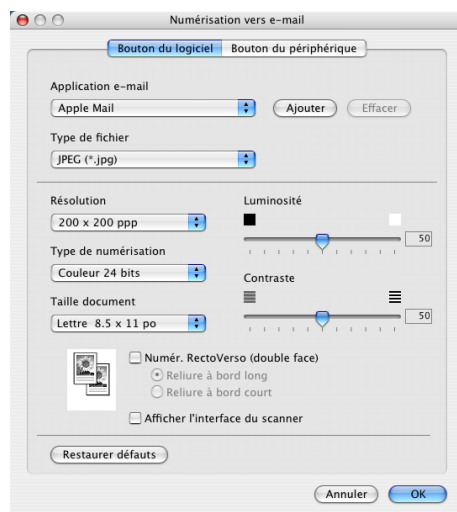 Numérisation vers e-mail
Bouton du logiciel Bouton du périphérique
Application e-mail
Apple Mail Ajouter Effacer
Type de fichier
JPEG (*.jpg)
Résolution Luminosité
200 x 200 ppp 50
Type de numérisation
Couleur 24 bits Contraste
Taille document 50
Lettre 8.5 x 11 po
Numér. RectoVerso (double face)
Reliure à bord long
Reliure à bord court
Afficher l'interface du scanner
Restaurer défauts
Annuler OK